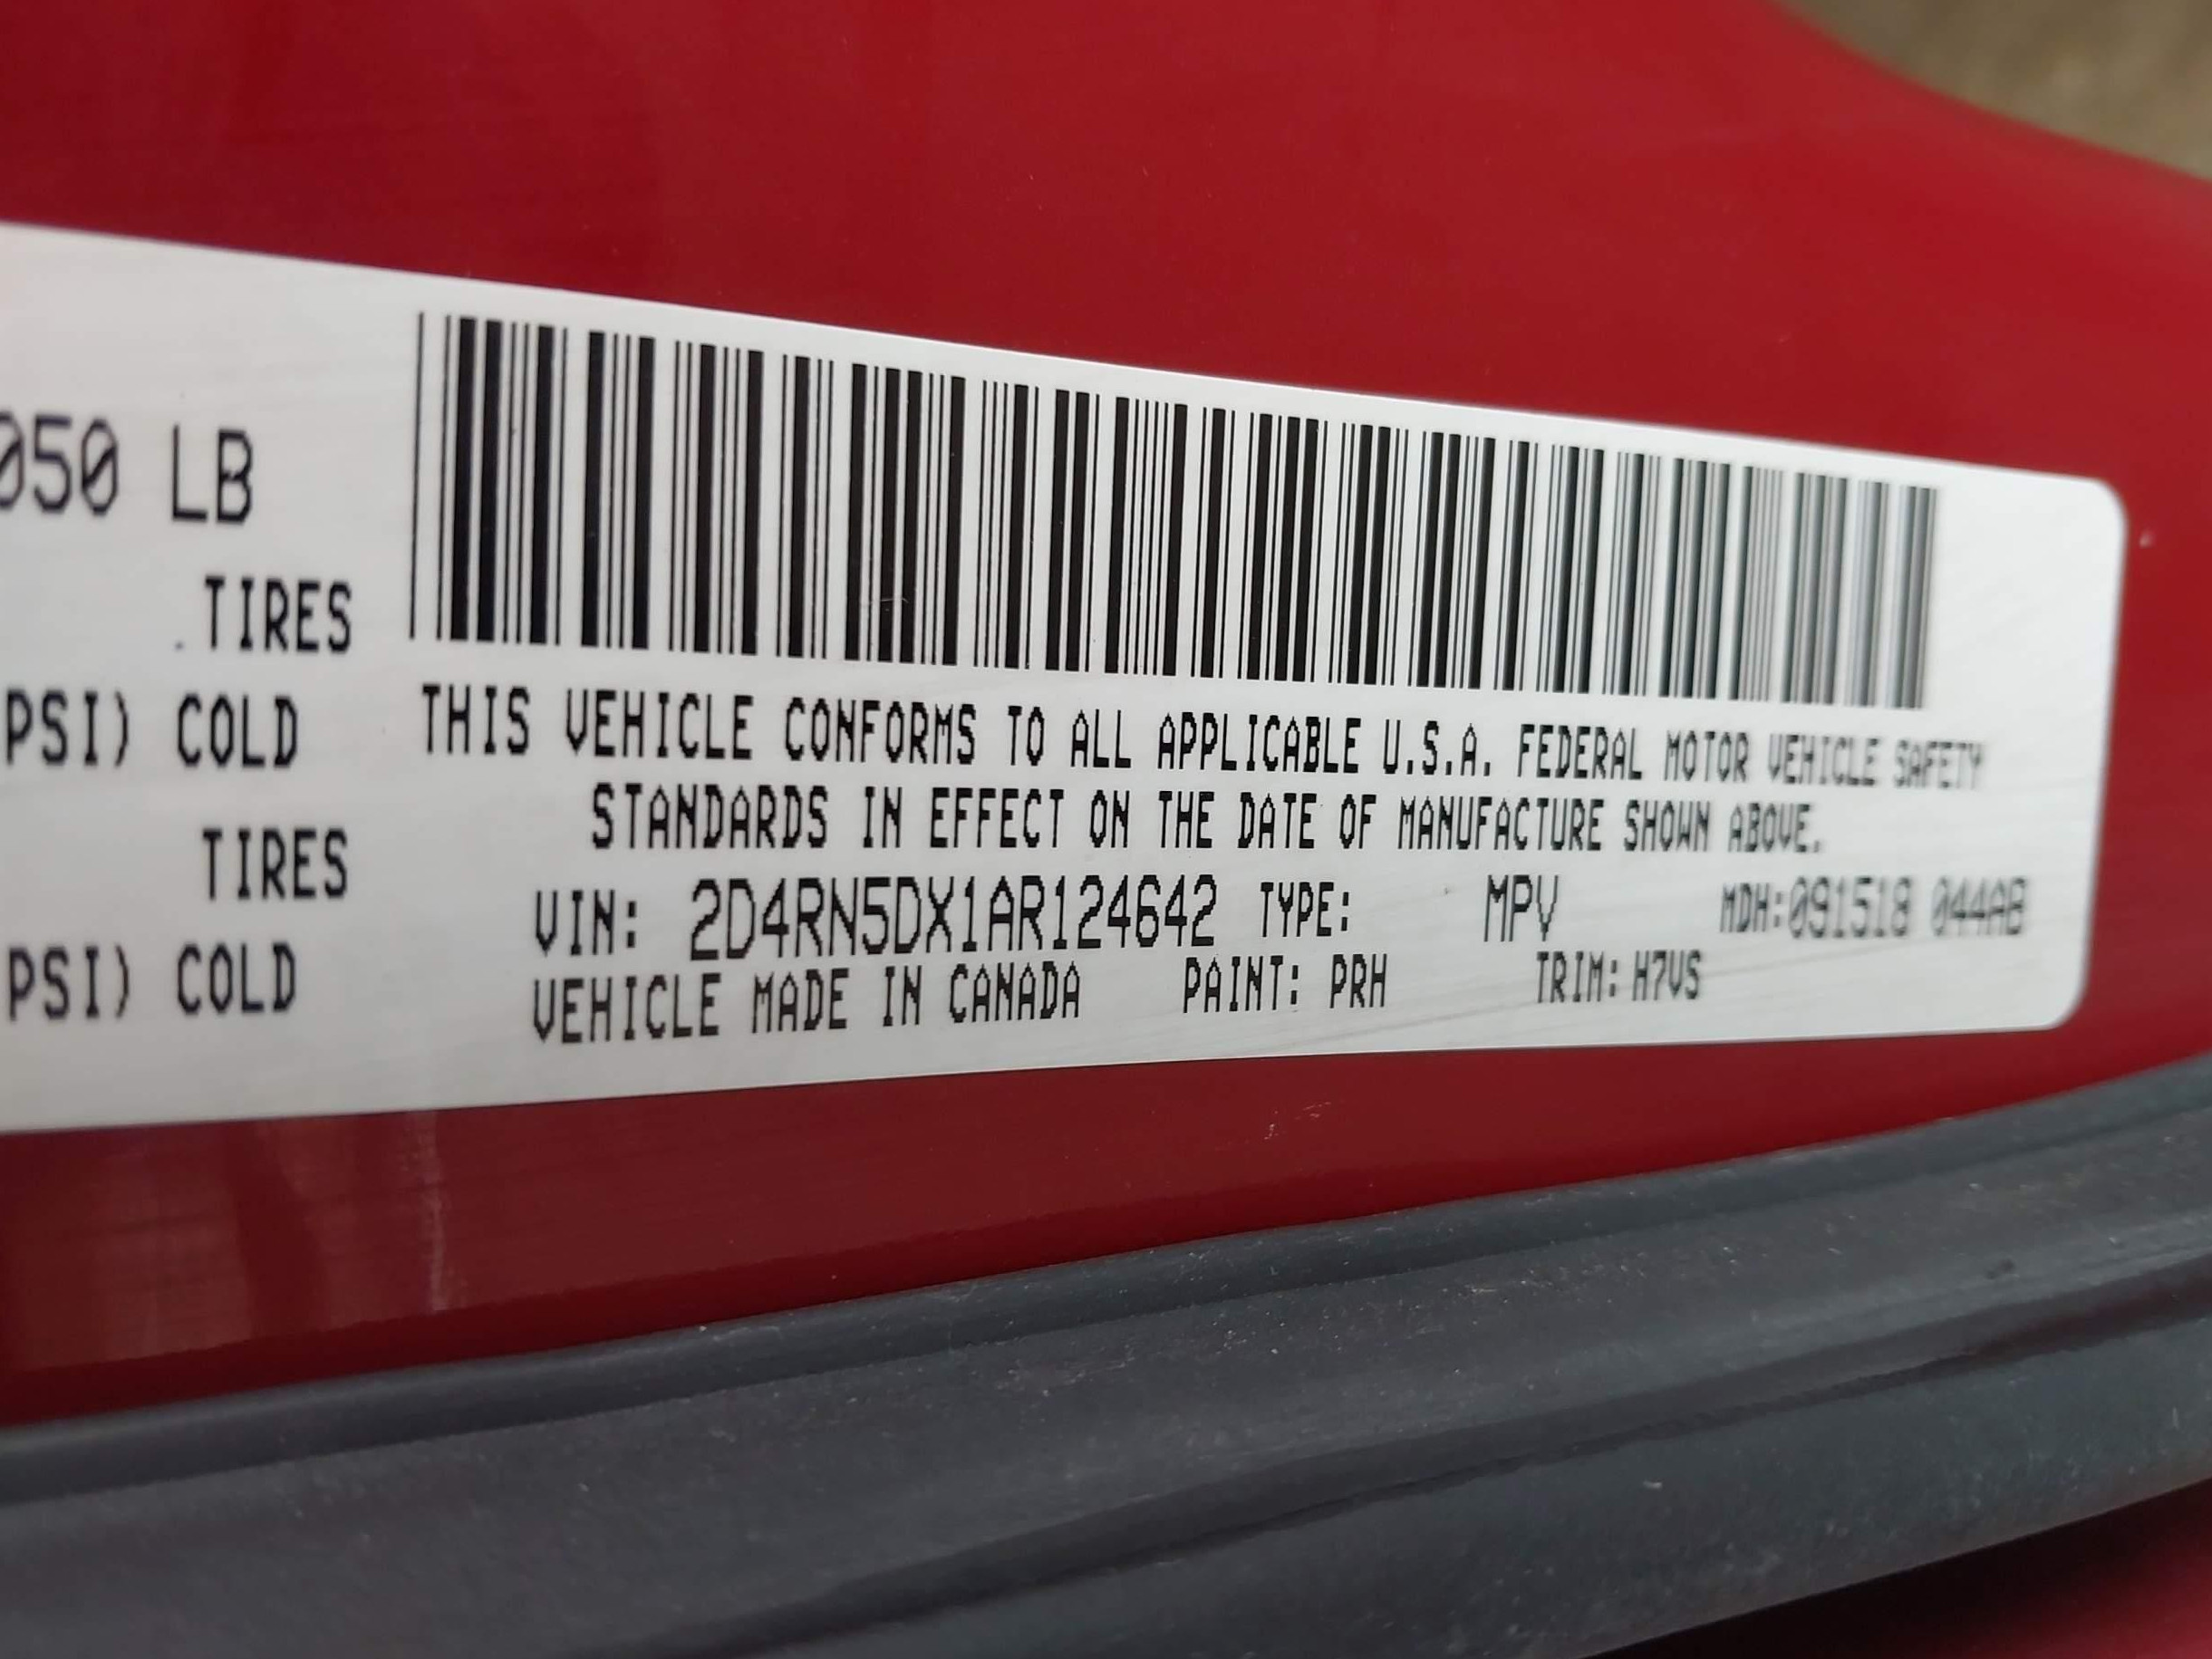 050 LB
TIRES
PSI) COLD
TIRES
PSI) COLD
THIS VEHICLE CONFORMS TO ALL APPLICABLE U.S.A. FEDERAL MOTOR VEHICLE SAFETY
STANDARDS IN EFFECT ON THE DATE OF MANUFACTURE SHOWN ABOVE.
VIN: 2D4RN5DX1AR124642 TYPE: MPV MDH:091518 044AB
VEHICLE MADE IN CANADA PAINT: PRH TRIM: H7VS